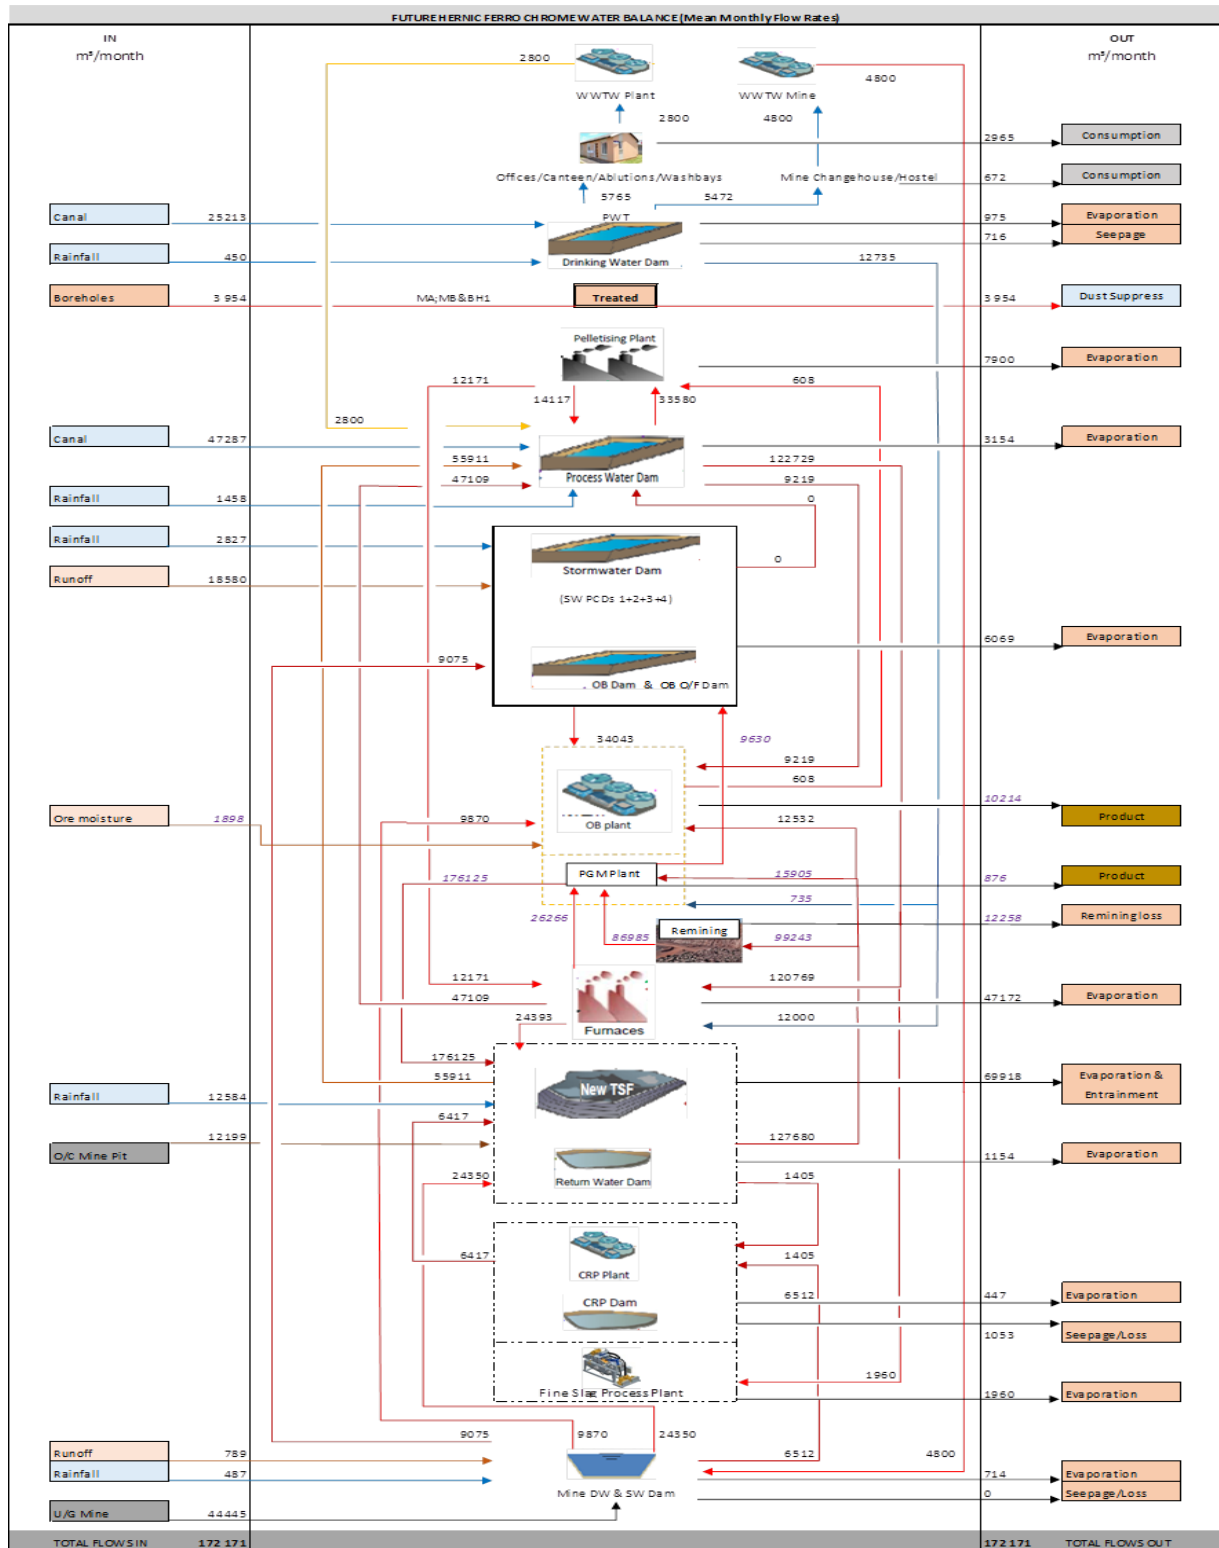 FUTURE HERNIC FERRO CHROME WATER BALANCE (Mean Monthly Flow Rates)
IN
OUT
m³/month
m³/month
2800
4800
WWTW Plant
WWTW Mine
2800
4800
2965
Consumption
Offices/Canteen/Ablutions/Washbays
Mine Changehouse/Hostel
672
Consumption
5765
5472
Canal
25213
PWT
975
Evaporation
716
Seepage
Rainfall
450
Drinking Water Dam
12735
Boreholes
3 954
MA;MB&BH1
Treated
3 954
Dust Suppress
Pelletising Plant
7900
Evaporation
12171
608
14117
33580
2800
Canal
47287
3154
Evaporation
55911
122729
47109
Process Water Dam
9219
Rainfall
1458
0
Rainfall
2827
Stormwater Dam
0
Runoff
18580
(SW PCDs 1+2+3+4)
6069
Evaporation
9075
OB Dam & OB O/F Dam
34043
9630
9219
608
10214
Ore moisture
1898
9870
OB plant
12532
Product
176125
PGM Plant
15905
876
Product
735
26266
12258
Remining loss
Remining
86985
99243
12171
120769
47109
47172
Evaporation
24393
Furnaces
12000
176125
55911
New TSF
69918
Evaporation &
Entrainment
Rainfall
12584
6417
12199
127680
O/C Mine Pit
1154
Evaporation
24350
Return Water Dam
1405
6417
1405
CRP Plant
6512
447
Evaporation
CRP Dam
1053
Seepage/Loss
1960
Fine Slag Process Plant
1960
Evaporation
9075
9870
24350
Runoff
789
6512
4800
Rainfall
487
714
Evaporation
Mine DW & SW Dam
0
Seepage/Loss
U/G Mine
44445
TOTAL FLOWS IN
172 171
172 171
TOTAL FLOWS OUT